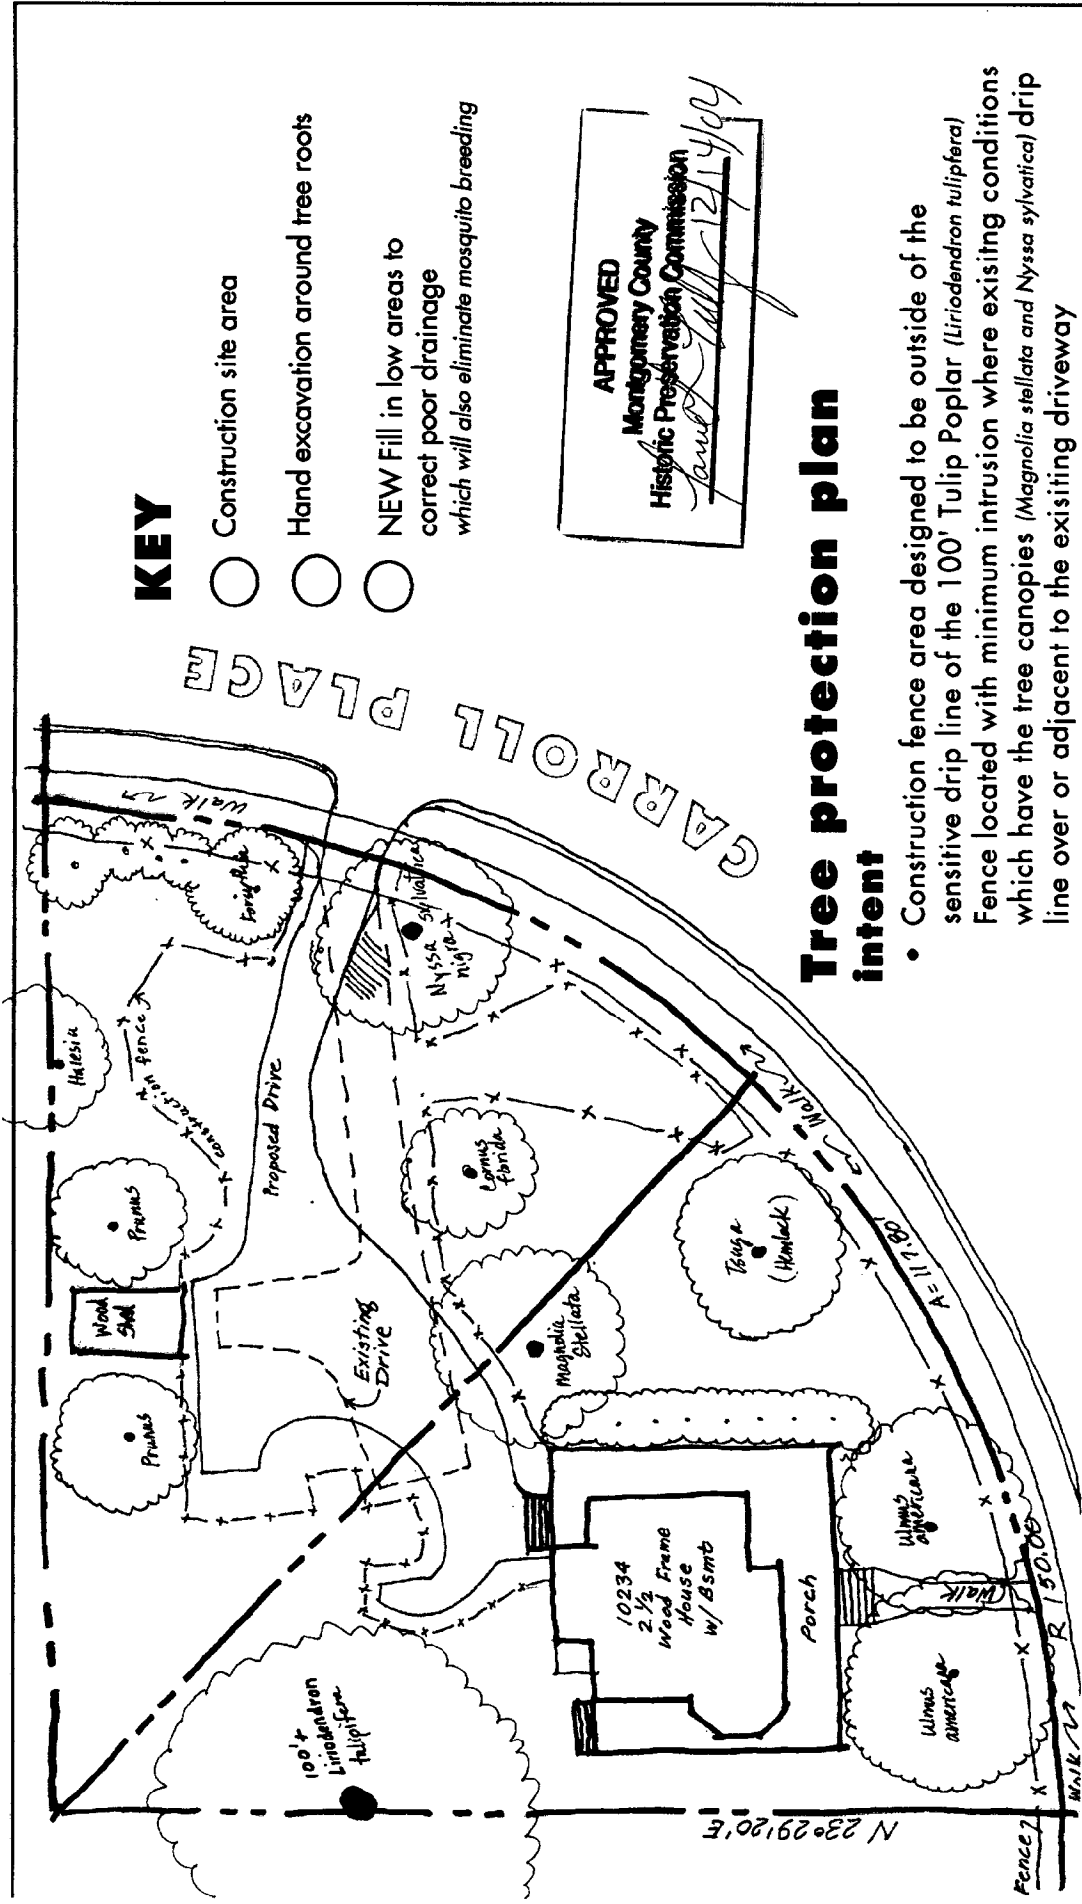 KEY
Construction site area
Hand excavation around tree roots
NEW Fill in low areas to
correct poor drainage
which will also eliminate mosquito breeding
APPROVED
Montgomery County
Historic Preservation Commission
12/14/04
CARROLL PLACE
Tree protection plan
intent
• Construction fence area designed to be outside of the
sensitive drip line of the 100' Tulip Poplar (Liriodendron tulipfera)
Fence located with minimum intrusion where exisitng conditions
which have the tree canopies (Magnolia stellata and Nyssa sylvatica) drip
line over or adjacent to the exisiting driveway
Walk
Forsythia
Halesia
construction fence
Proposed Drive
Nyssa sylvatica
nigra
Prunus
Wood
Shed
Prunus
Existing
Drive
Cornus
florida
Magnolia
Stellata
Tsuga
(Hemlock)
Walk
A=117.80'
100'+
Liriodendron
tulipifera
10234
2 1/2
Wood Frame
House
w/ Bsmt
Porch
Ulmus
americana
Walk
Ulmus
americana
R 150.00
N 23°29'20"E
Fence
Walk